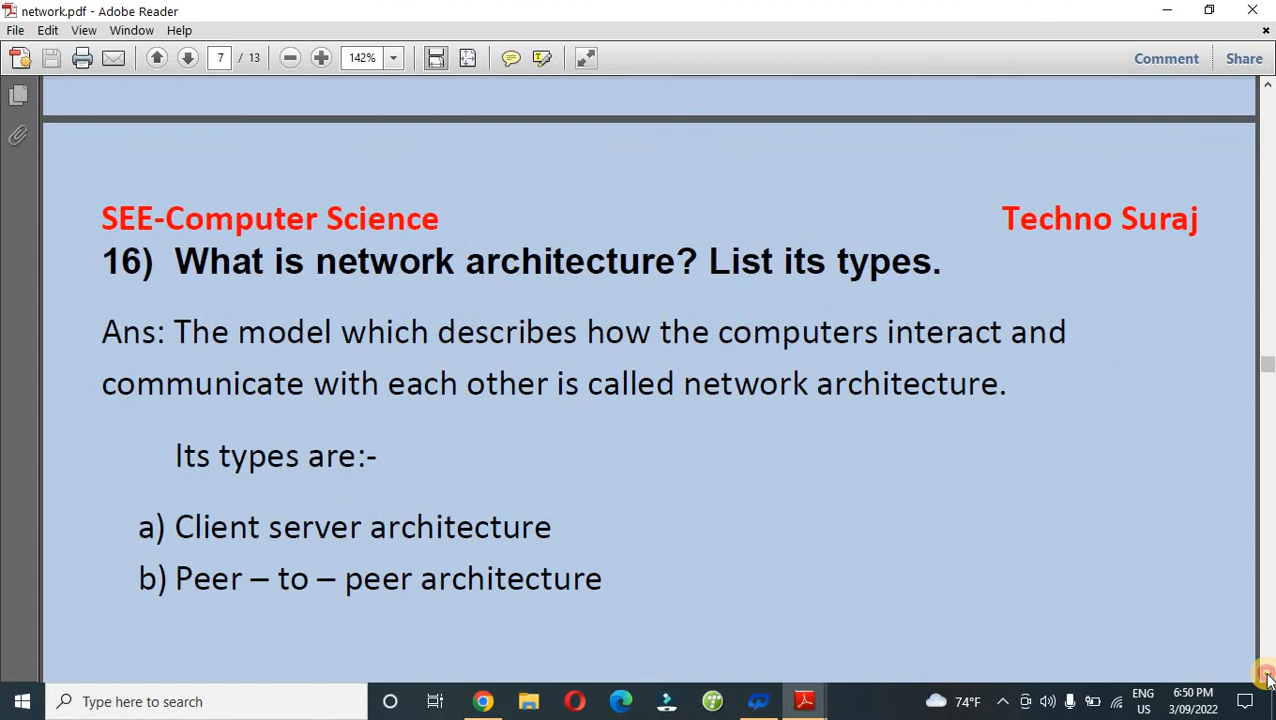 network.pdf - Adobe Reader
File Edit View Window Help
7 / 13 142% Comment Share
SEE-Computer Science Techno Suraj
16) What is network architecture? List its types.
Ans: The model which describes how the computers interact and
communicate with each other is called network architecture.
Its types are:-
a) Client server architecture
b) Peer – to – peer architecture
Type here to search
74°F
ENG
US
6:50 PM
3/09/2022